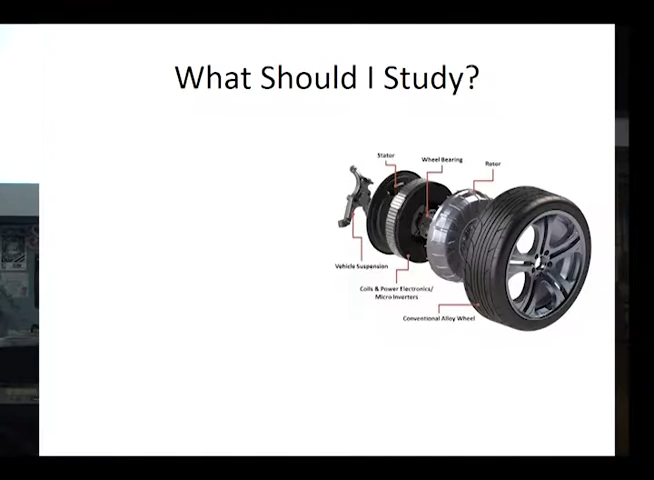 What Should I Study?
Stator
Wheel Bearing
Rotor
Vehicle Suspension
Coils & Power Electronics/
Micro Inverters
Conventional Alloy Wheel